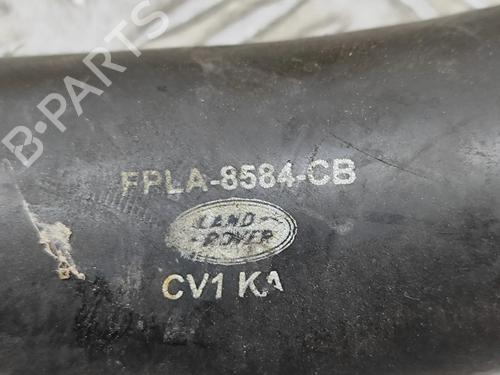 B-PARTS
FPLA-8584-CB
LAND
-ROVER
CV1 KA